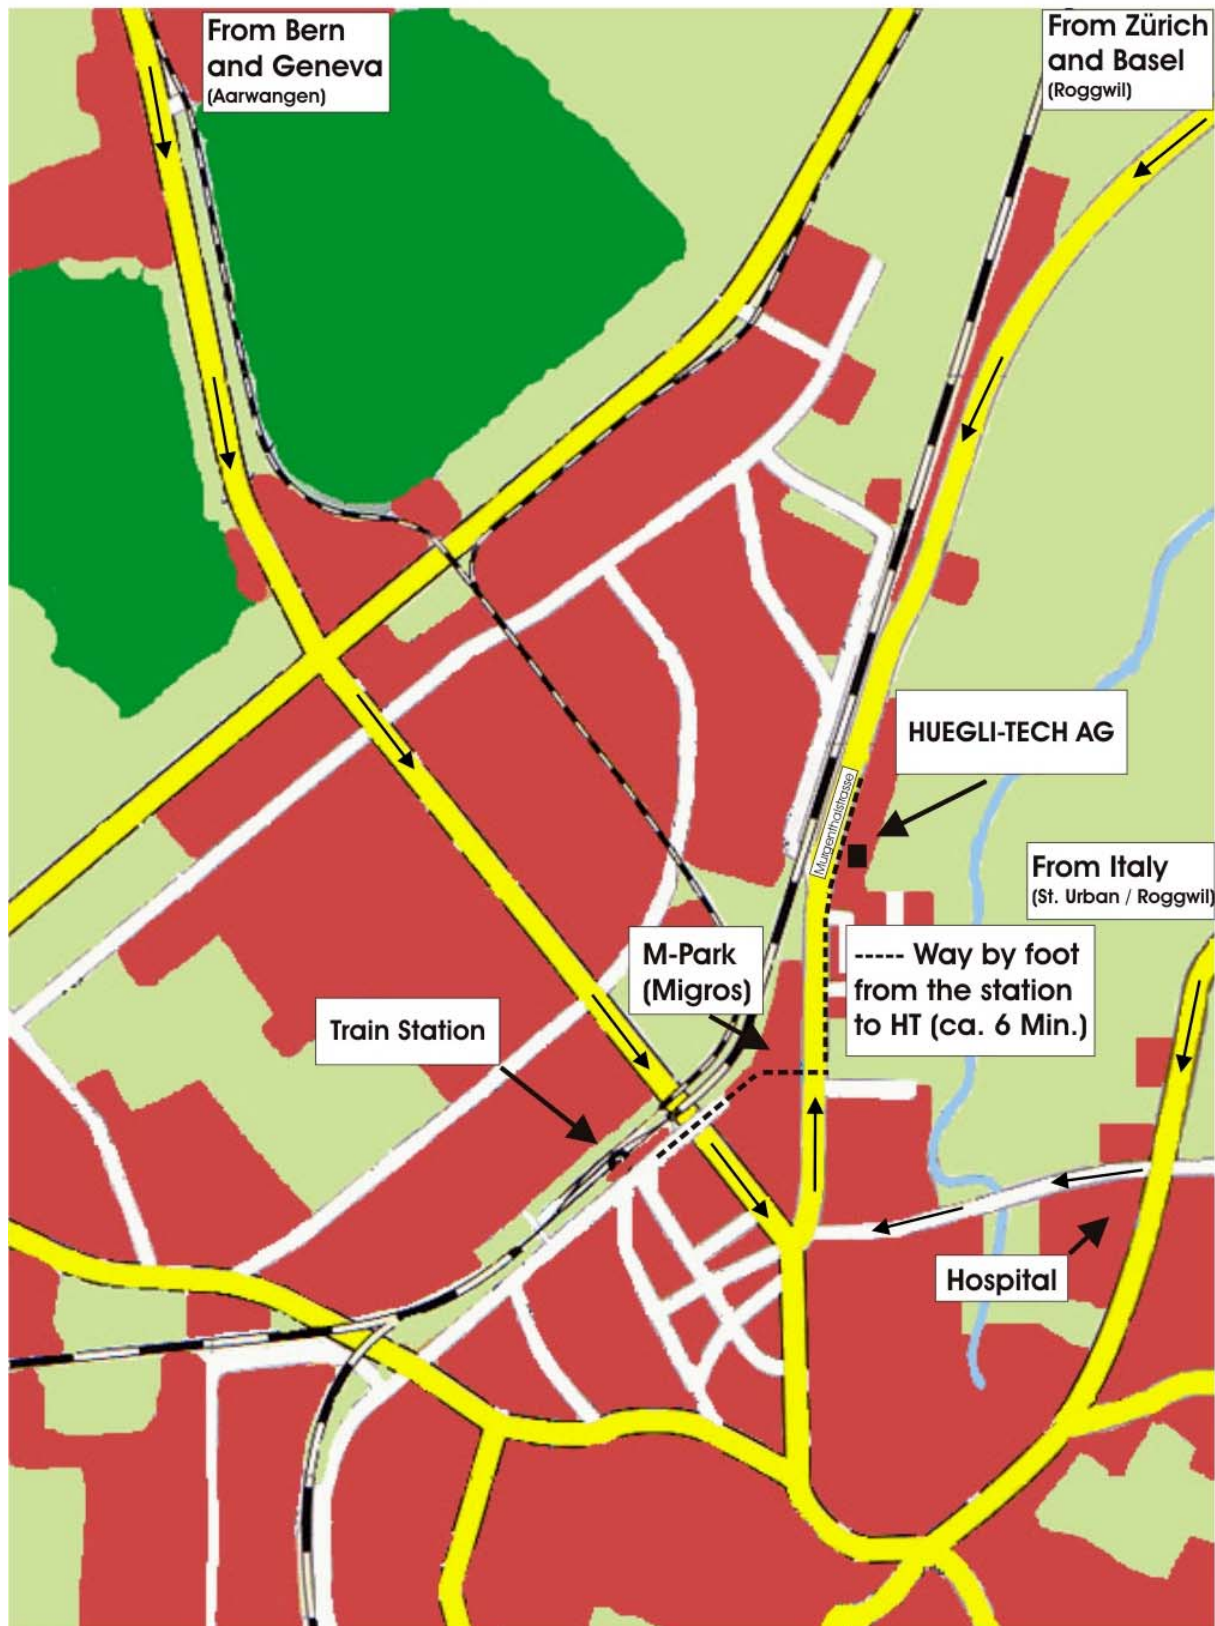 From Bern
and Geneva
(Aarwangen)
From Zürich
and Basel
(Roggwil)
HUEGLI-TECH AG
Murgenthalstrasse
From Italy
(St. Urban / Roggwil)
M-Park
(Migros)
----- Way by foot
from the station
to HT (ca. 6 Min.)
Train Station
Hospital